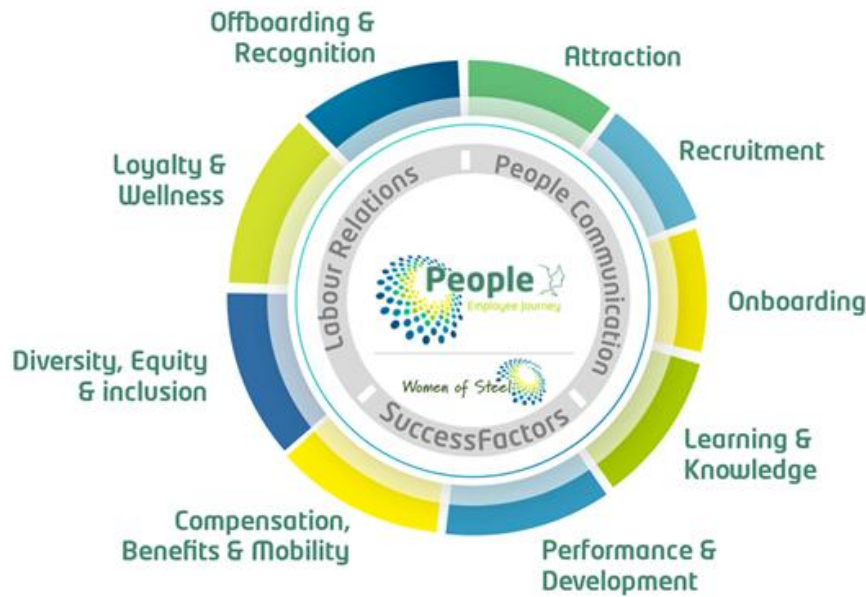 Offboarding &
Recognition
Attraction
Recruitment
Onboarding
Learning &
Knowledge
Performance &
Development
Compensation,
Benefits & Mobility
Diversity, Equity
& inclusion
Loyalty &
Wellness
Labour Relations
People Communication
SuccessFactors
People
Employee Journey
Women of Steel